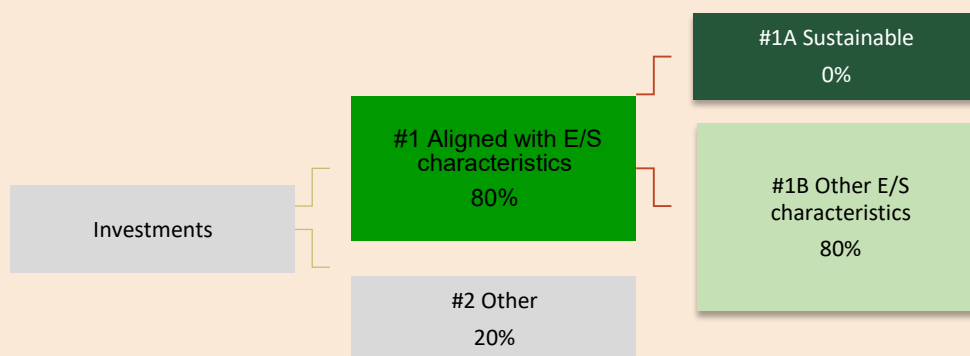 #1A Sustainable
0%
#1 Aligned with E/S
characteristics
80%
#1B Other E/S
characteristics
80%
Investments
#2 Other
20%